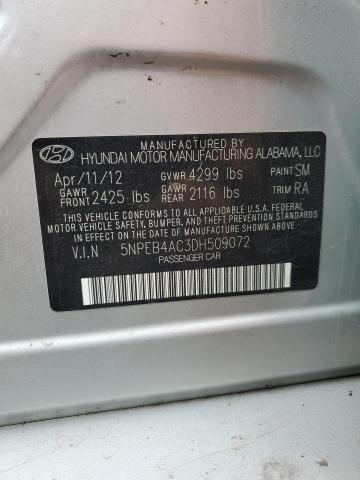 MANUFACTURED BY
HYUNDAI MOTOR MANUFACTURING ALABAMA, LLC
Apr/11/12 GVWR 4299 lbs PAINT SM
GAWR FRONT 2425 lbs GAWR REAR 2116 lbs TRIM RA
THIS VEHICLE CONFORMS TO ALL APPLICABLE U.S.A. FEDERAL
MOTOR VEHICLE SAFETY, BUMPER, AND THEFT PREVENTION
STANDARDS IN EFFECT ON THE DATE OF MANUFACTURE SHOWN ABOVE.
V.I.N 5NPEB4AC3DH509072
PASSENGER CAR